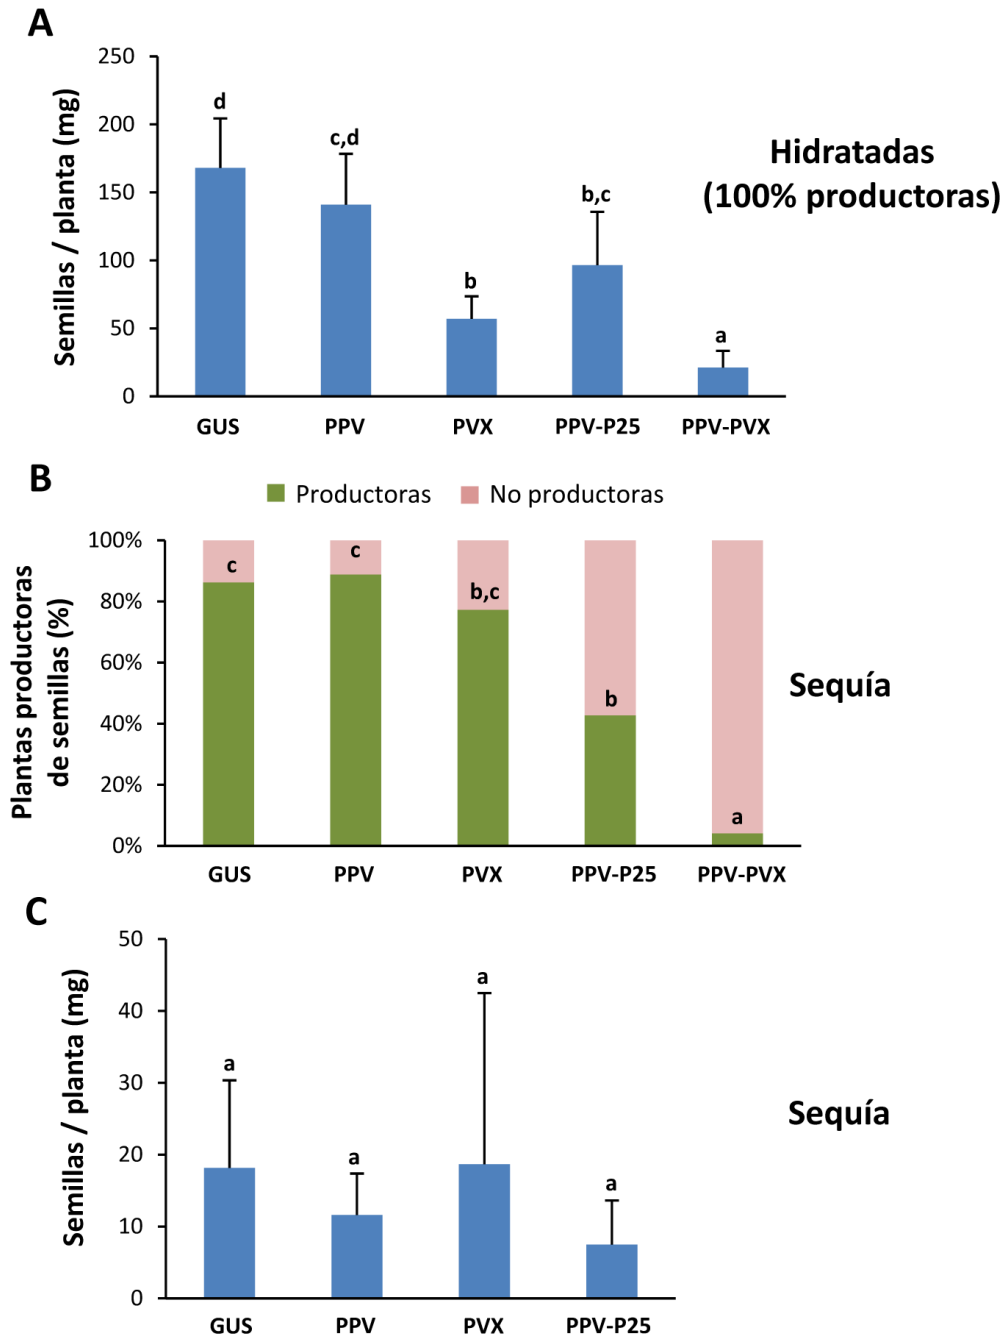 A
Semillas / planta (mg)
250
200
150
100
50
0
d
c,d
b
b,c
a
GUS PPV PVX PPV-P25 PPV-PVX
Hidratadas
(100% productoras)
B
Productoras No productoras
Plantas productoras
de semillas (%)
100%
80%
60%
40%
20%
0%
c
c
b,c
b
a
GUS PPV PVX PPV-P25 PPV-PVX
Sequía
C
Semillas / planta (mg)
50
40
30
20
10
0
a
a
a
a
GUS PPV PVX PPV-P25
Sequía